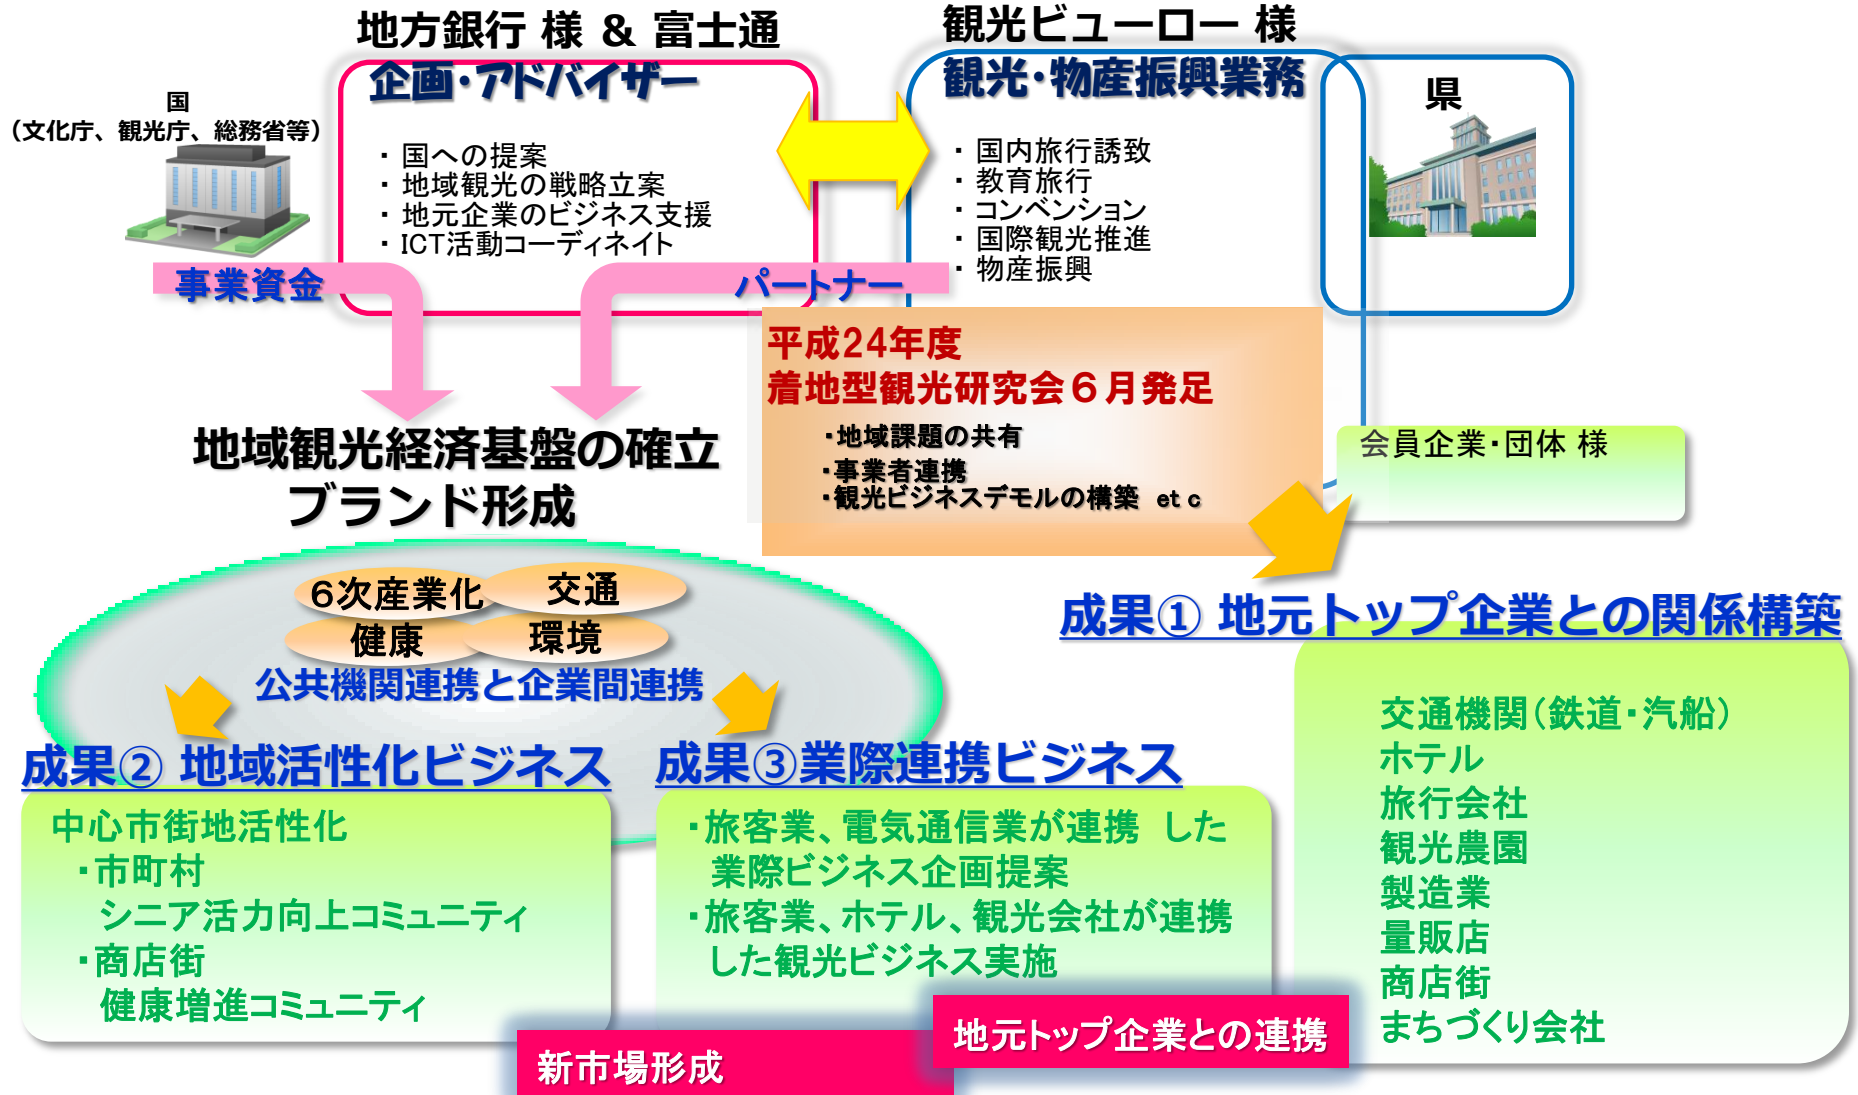 地方銀行 様 ＆ 富士通
企画・アドバイザー
・ 国への提案
・ 地域観光の戦略立案
・ 地元企業のビジネス支援
・ ICT活動コーディネイト
観光ビューロー 様
観光・物産振興業務
・ 国内旅行誘致
・ 教育旅行
・ コンベンション
・ 国際観光推進
・ 物産振興
県
国
（文化庁、観光庁、総務省等）
事業資金
パートナー
平成24年度
着地型観光研究会６月発足
・地域課題の共有
・事業者連携
・観光ビジネスデモルの構築　et c
会員企業・団体 様
地域観光経済基盤の確立
ブランド形成
６次産業化
交通
健康
環境
公共機関連携と企業間連携
成果① 地元トップ企業との関係構築
交通機関（鉄道・汽船）
ホテル
旅行会社
観光農園
製造業
量販店
商店街
まちづくり会社
成果② 地域活性化ビジネス
中心市街地活性化
・市町村
シニア活力向上コミュニティ
・商店街
健康増進コミュニティ
成果③業際連携ビジネス
・旅客業、電気通信業が連携　した
業際ビジネス企画提案
・旅客業、ホテル、観光会社が連携
した観光ビジネス実施
地元トップ企業との連携
新市場形成